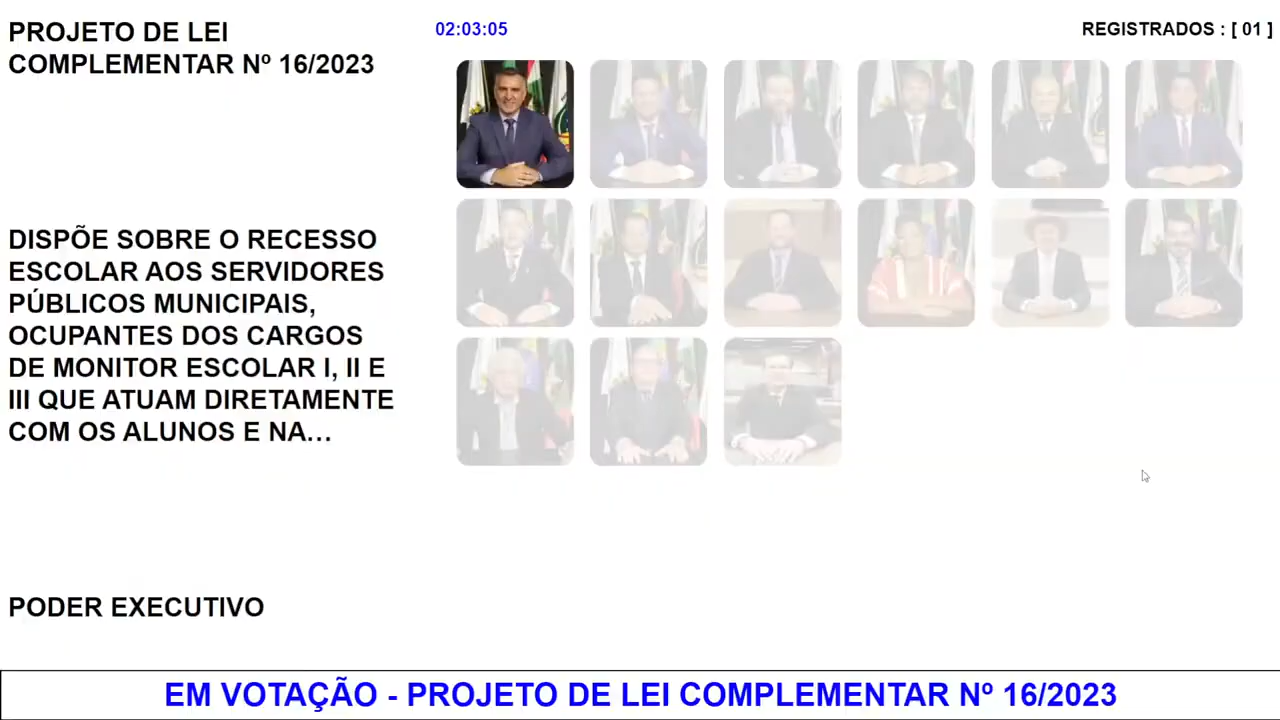 PROJETO DE LEI
COMPLEMENTAR Nº 16/2023
02:03:05
REGISTRADOS : [ 01 ]
DISPÕE SOBRE O RECESSO
ESCOLAR AOS SERVIDORES
PÚBLICOS MUNICIPAIS,
OCUPANTES DOS CARGOS
DE MONITOR ESCOLAR I, II E
III QUE ATUAM DIRETAMENTE
COM OS ALUNOS E NA...
PODER EXECUTIVO
EM VOTAÇÃO - PROJETO DE LEI COMPLEMENTAR Nº 16/2023